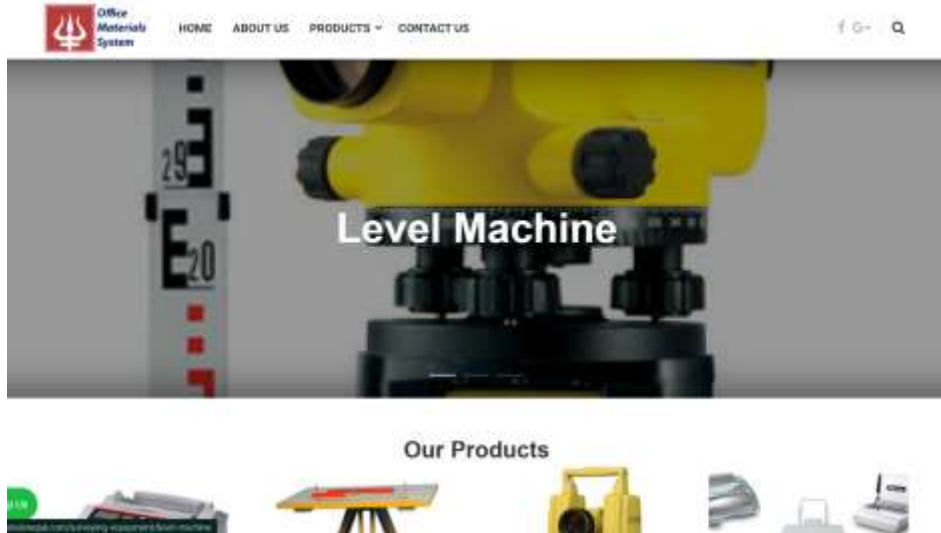 Office
Materials
System
HOME
ABOUT US
PRODUCTS
CONTACT US
f G+
29
E
20
Level Machine
Our Products